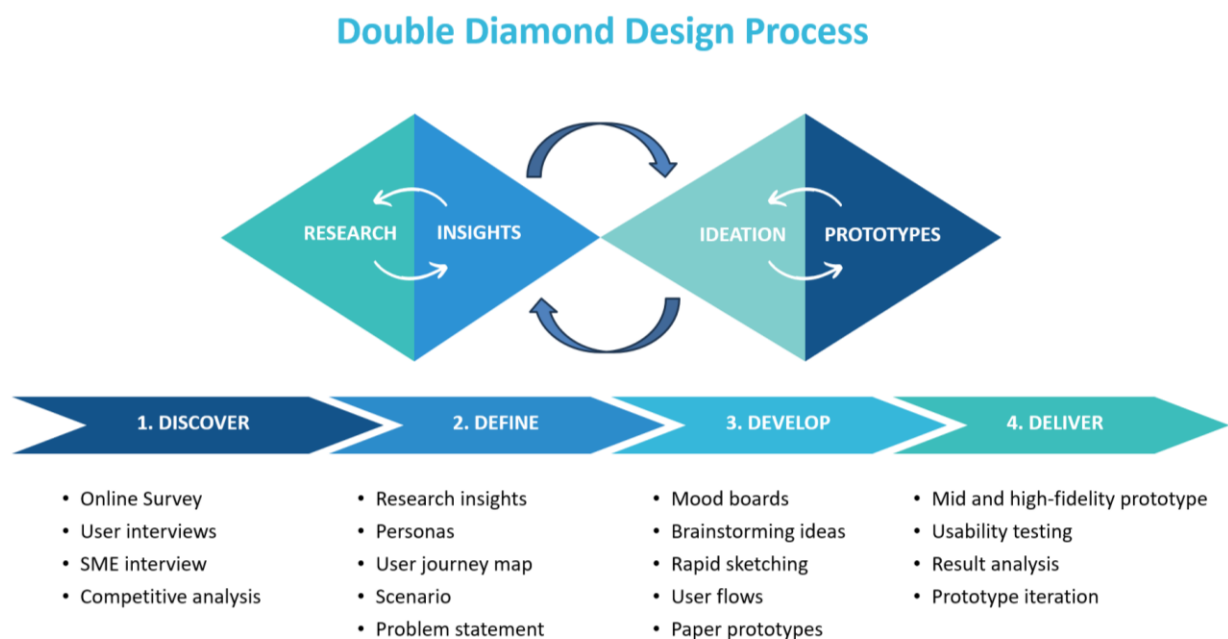 Double Diamond Design Process
RESEARCH
INSIGHTS
IDEATION
PROTOTYPES
1. DISCOVER
2. DEFINE
3. DEVELOP
4. DELIVER
• Online Survey
• User interviews
• SME interview
• Competitive analysis
• Research insights
• Personas
• User journey map
• Scenario
• Problem statement
• Mood boards
• Brainstorming ideas
• Rapid sketching
• User flows
• Paper prototypes
• Mid and high-fidelity prototype
• Usability testing
• Result analysis
• Prototype iteration